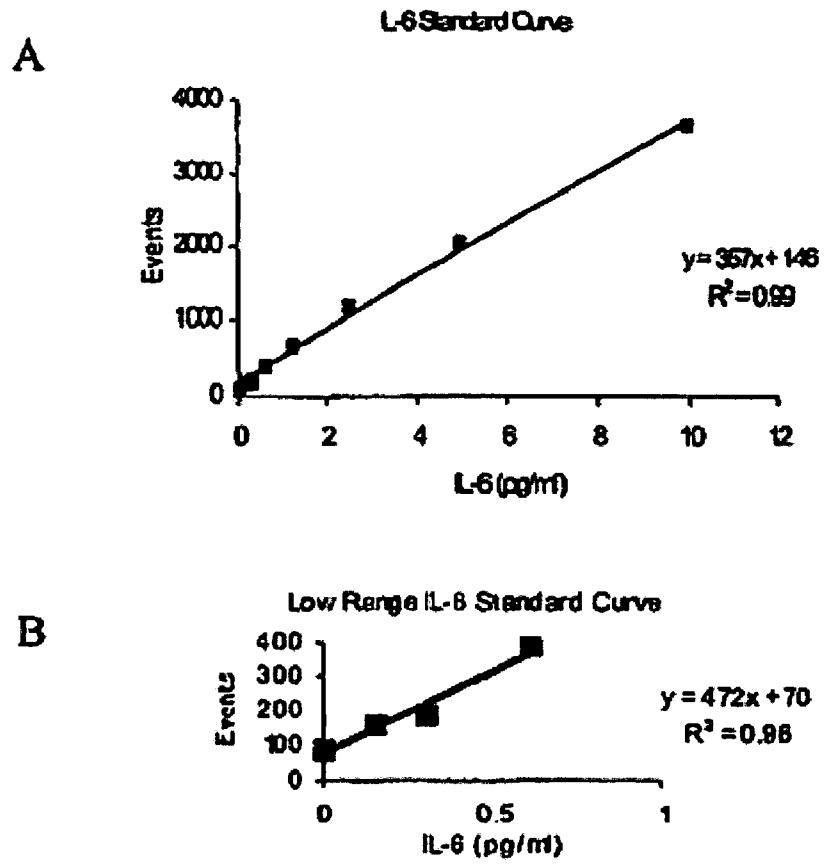 IL-6 Standard Curve
A
4000
3000
2000
1000
0
Events
0 2 4 6 8 10 12
IL-6 (pg/ml)
y = 357x + 146
R² = 0.99
Low Range IL-6 Standard Curve
B
400
300
200
100
0
Events
0 0.5 1
IL-6 (pg/ml)
y = 472x + 70
R² = 0.96